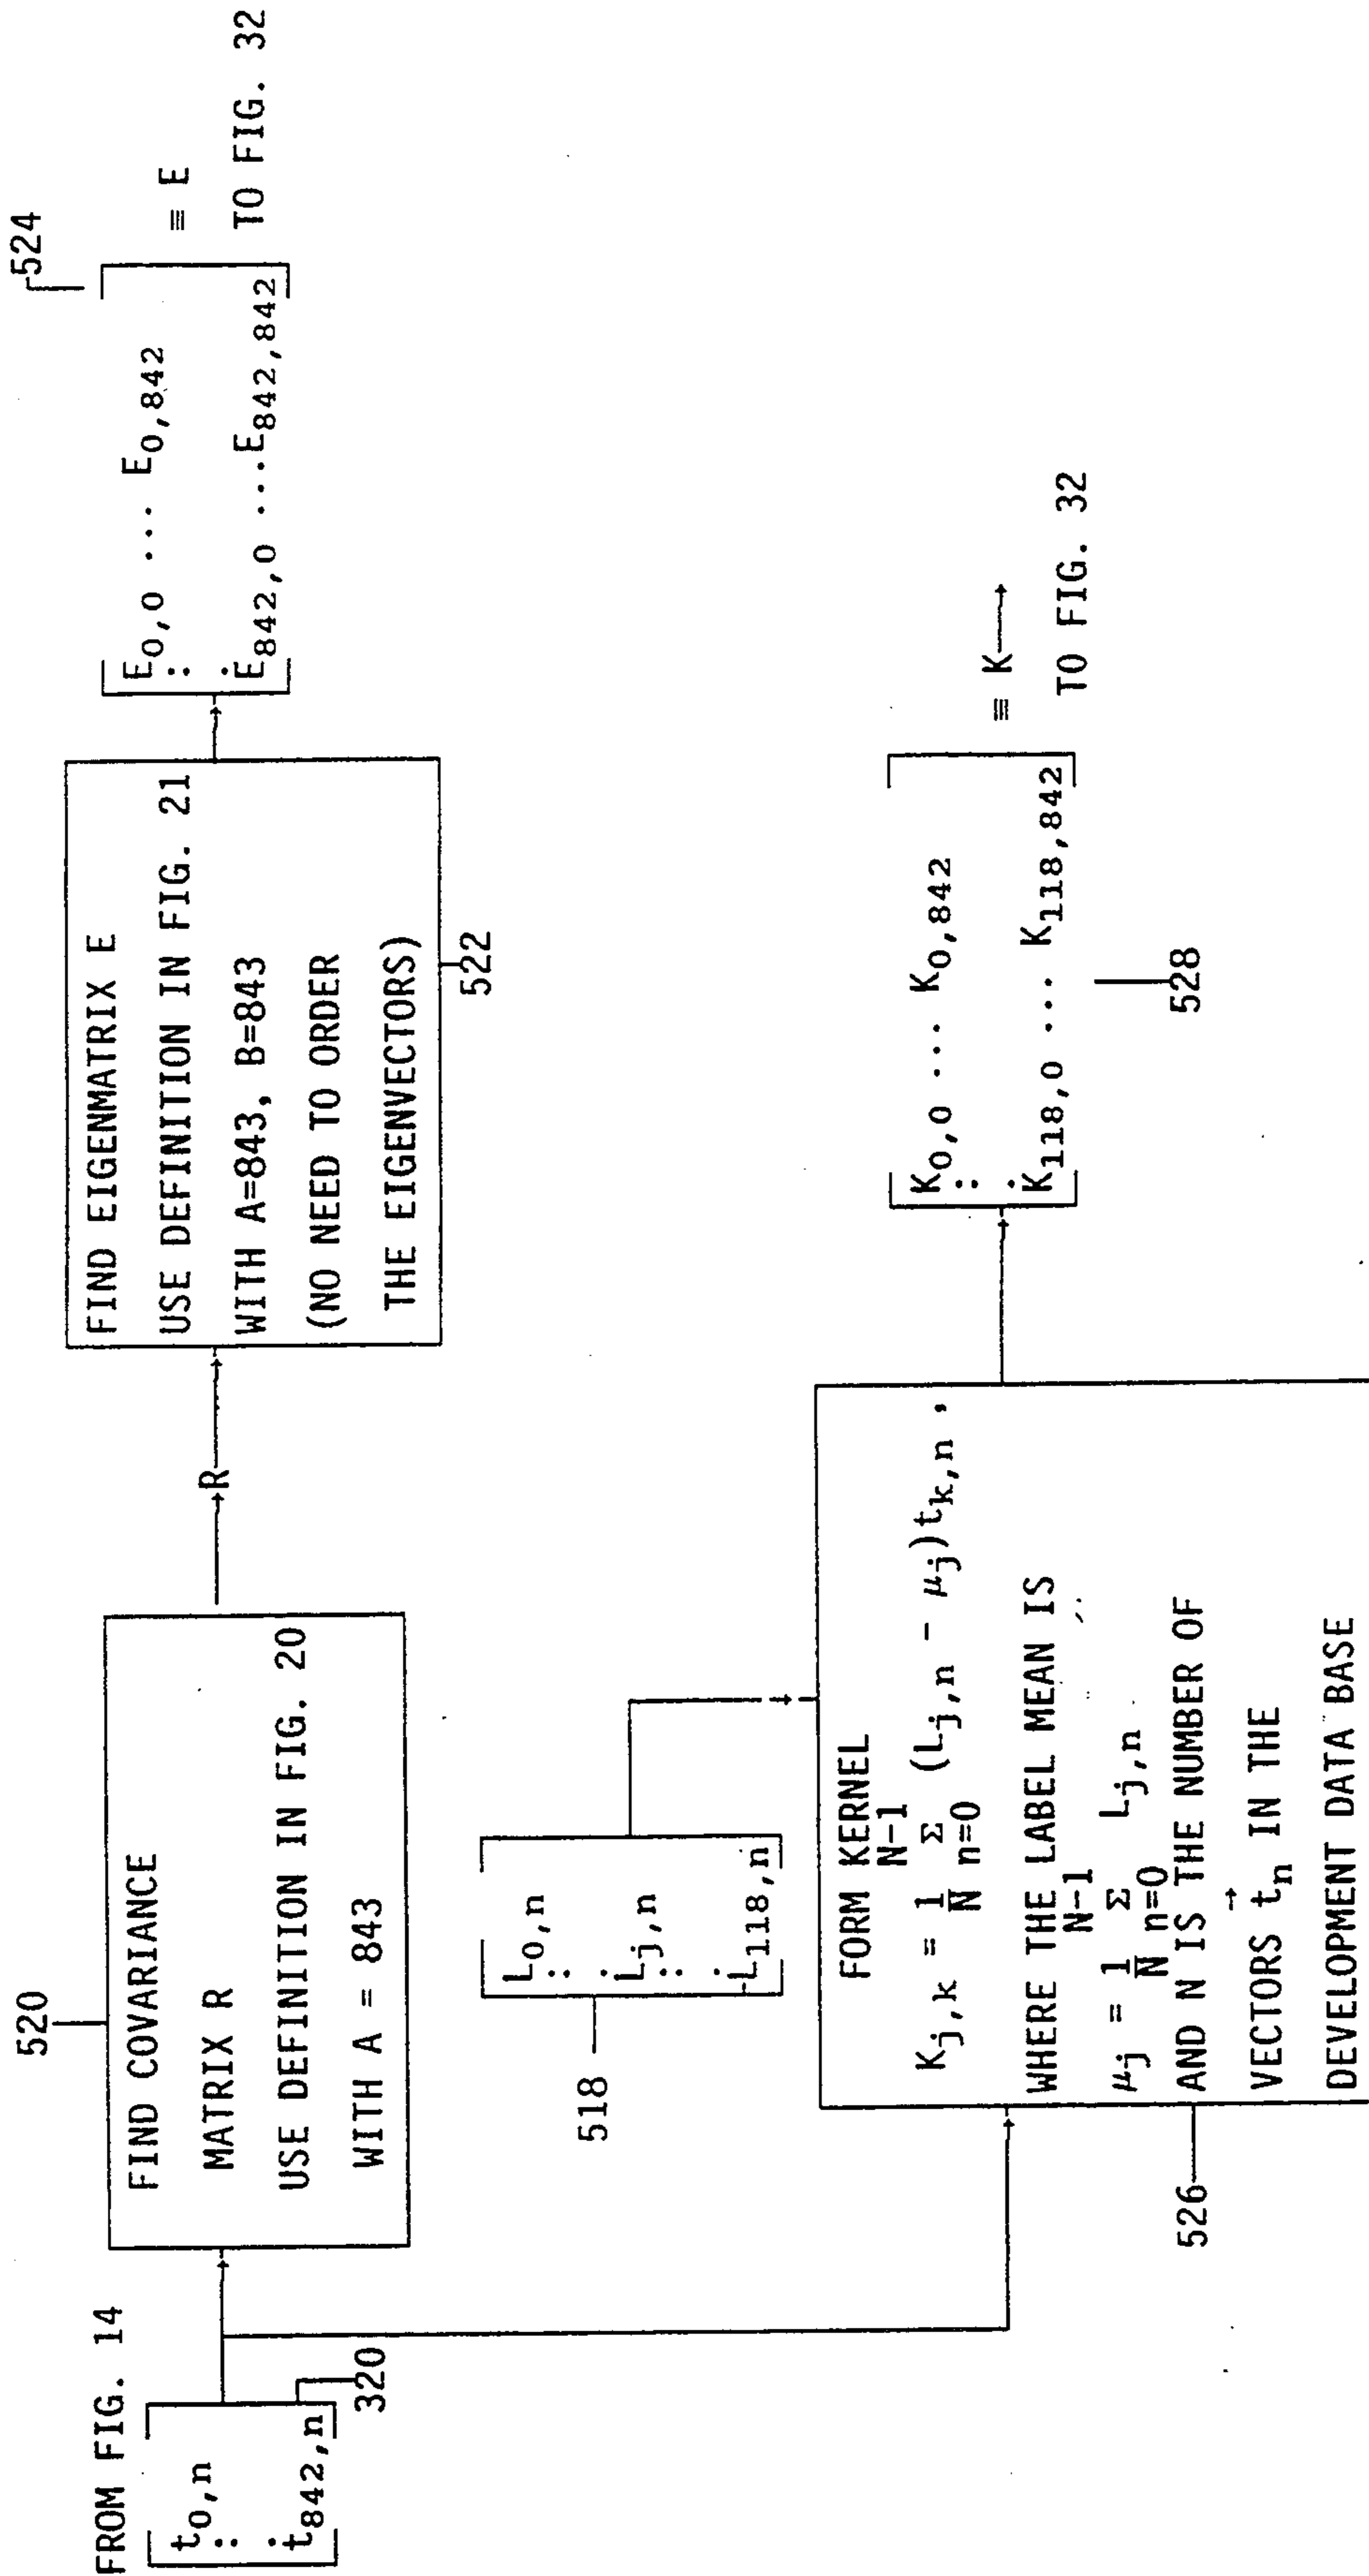 FROM FIG. 14
t0,n
:
.
t842,n
320
520
FIND COVARIANCE
MATRIX R
USE DEFINITION IN FIG. 20
WITH A = 843
R
FIND EIGENMATRIX E
USE DEFINITION IN FIG. 21
WITH A=843, B=843
(NO NEED TO ORDER
THE EIGENVECTORS)
522
524
E0,0 ... E0,842
:
.
E842,0 ...E842,842
≡ E
TO FIG. 32
518
L0,n
:
.
Lj,n
:
.
L118,n
526
FORM KERNEL
N-1
Kj,k = 1/N Σ (Lj,n - μj)tk,n ,
n=0
WHERE THE LABEL MEAN IS
N-1
μj = 1/N Σ Lj,n
n=0
AND N IS THE NUMBER OF
VECTORS t⃗n IN THE
DEVELOPMENT DATA BASE
K0,0 ... K0,842
:
.
K118,0 ... K118,842
528
≡ K→
TO FIG. 32